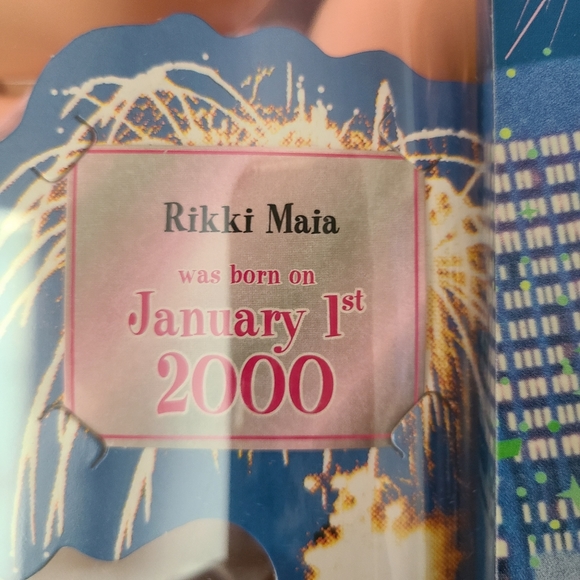 Rikki Maia
was born on
January 1st
2000